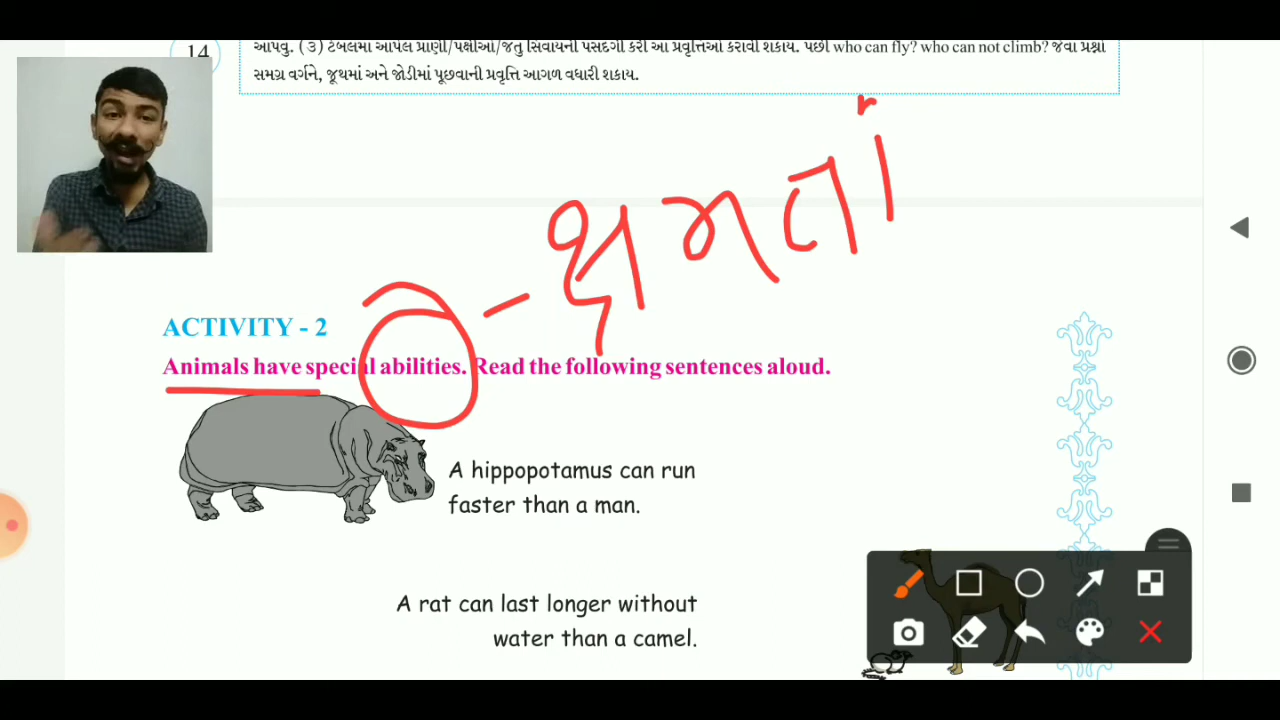 14
આપવુ. (૩) ટેબલમાં આપેલ પ્રાણી/પક્ષીઓ/જંતુ સિવાયની પસંદગી કરી આ પ્રવૃત્તિઓ કરાવી શકાય. પછી who can fly? who can not climb? જેવા પ્રશ્નો
સમગ્ર વર્ગને, જૂથમાં અને જોડીમાં પૂછવાની પ્રવૃત્તિ આગળ વધારી શકાય.
ક્ષમતા
ACTIVITY - 2
Animals have special abilities. Read the following sentences aloud.
A hippopotamus can run
faster than a man.
A rat can last longer without
water than a camel.